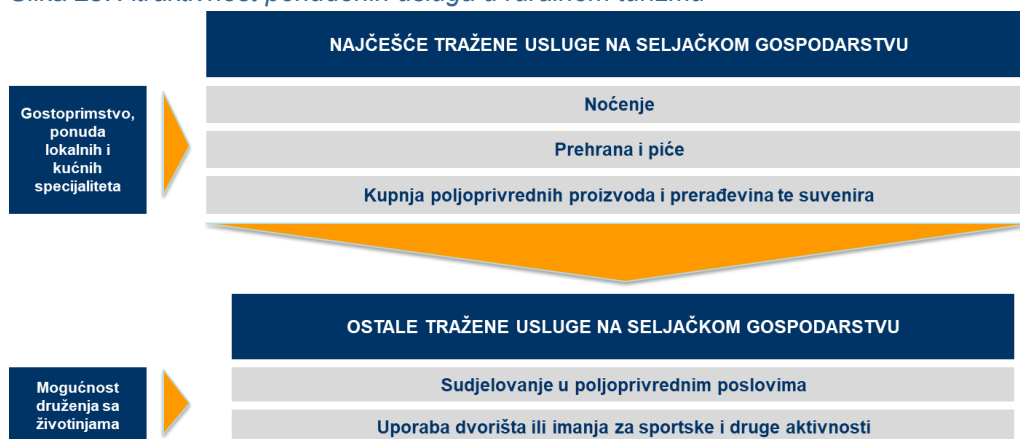 NAJČEŠĆE TRAŽENE USLUGE NA SELJAČKOM GOSPODARSTVU
Gostoprimstvo,
ponuda
lokalnih i
kućnih
specijaliteta
Noćenje
Prehrana i piće
Kupnja poljoprivrednih proizvoda i prerađevina te suvenira
OSTALE TRAŽENE USLUGE NA SELJAČKOM GOSPODARSTVU
Mogućnost
druženja sa
životinjama
Sudjelovanje u poljoprivrednim poslovima
Uporaba dvorišta ili imanja za sportske i druge aktivnosti